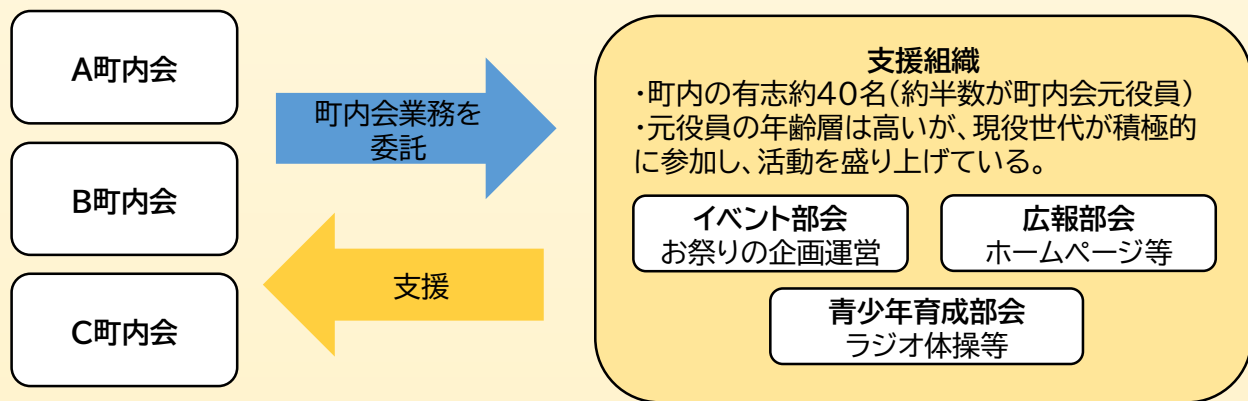 A町内会
B町内会
C町内会
町内会業務を
委託
支援
支援組織
・町内の有志約40名(約半数が町内会元役員)
・元役員の年齢層は高いが、現役世代が積極的
に参加し、活動を盛り上げている。
イベント部会
お祭りの企画運営
広報部会
ホームページ等
青少年育成部会
ラジオ体操等